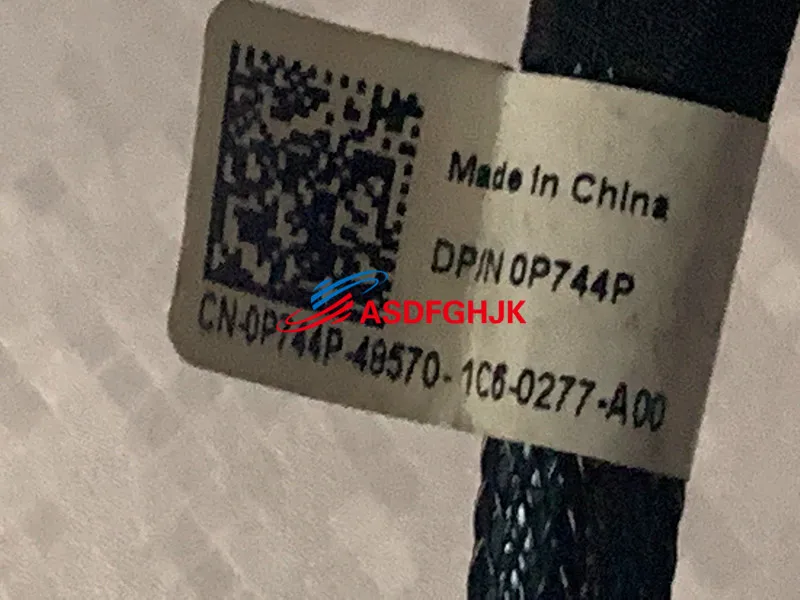 Made In China
DP/N 0P744P
ASDFGHJK
CN-0P744P-48570-1C6-0277-A00